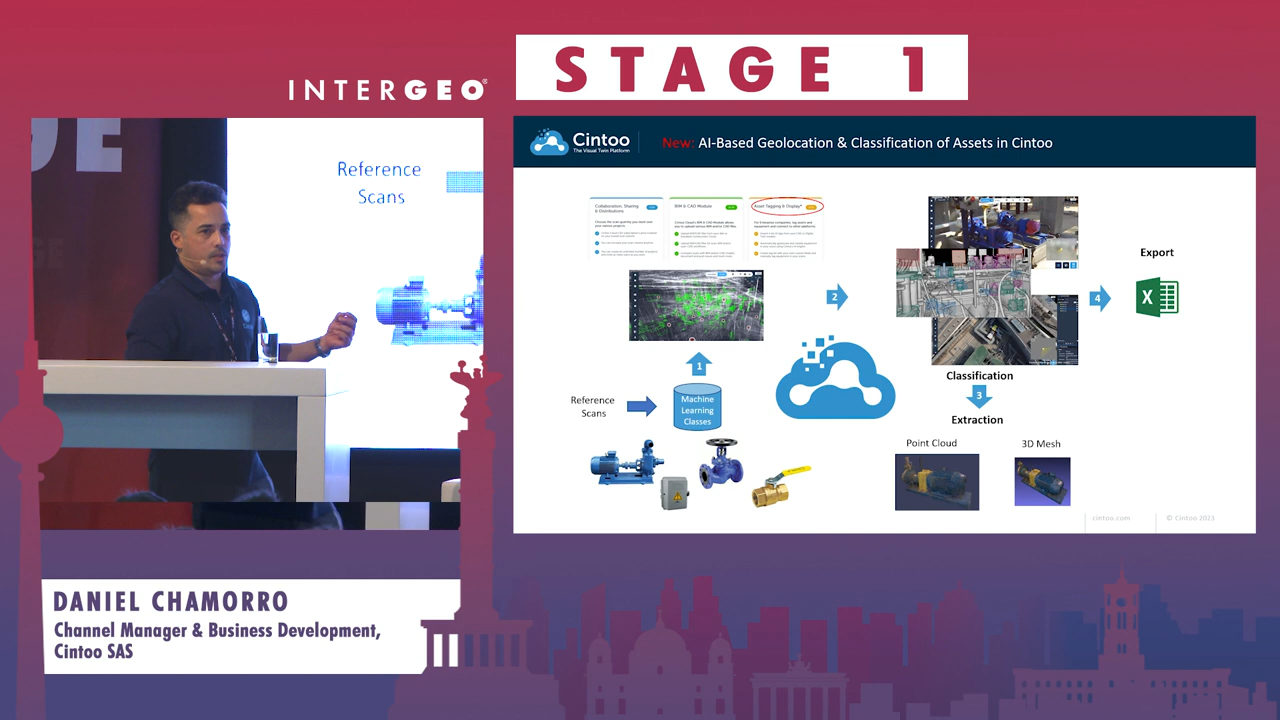 STAGE 1
INTERGEO®
DE
Reference
Scans
Cintoo
The Visual Twin Platform
New: AI-Based Geolocation & Classification of Assets in Cintoo
Collaboration, Sharing
& Distributions
BIM & CAD Module
Asset Tagging & Display*
1
2
Reference
Scans
Machine
Learning
Classes
Classification
3
Extraction
Point Cloud
3D Mesh
4
Export
X
cintoo.com
© Cintoo 2023
DANIEL CHAMORRO
Channel Manager & Business Development,
Cintoo SAS